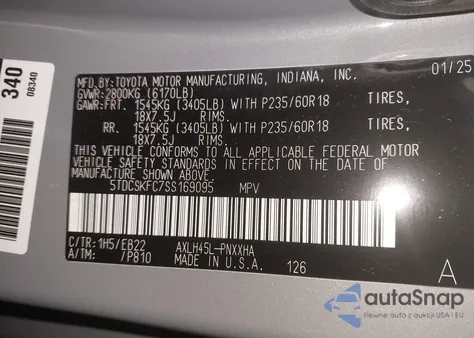 340
08340
MFD.BY:TOYOTA MOTOR MANUFACTURING, INDIANA, INC. 01/25
GVWR:2800KG (6170LB)
GAWR:FRT. 1545KG (3405LB) WITH P235/60R18 TIRES,
18X7.5J RIMS.
RR. 1545KG (3405LB) WITH P235/60R18 TIRES,
18X7.5J RIMS.
THIS VEHICLE CONFORMS TO ALL APPLICABLE FEDERAL MOTOR
VEHICLE SAFETY STANDARDS IN EFFECT ON THE DATE OF
MANUFACTURE SHOWN ABOVE.
5TDCSKFC7SS169095 MPV
C/TR:1H5/EB22 AXLH45L-PNXXHA
A/TM: /P810 MADE IN U.S.A. 126
A
autoSnap
Pewne auta z dojazdem z USA i EU